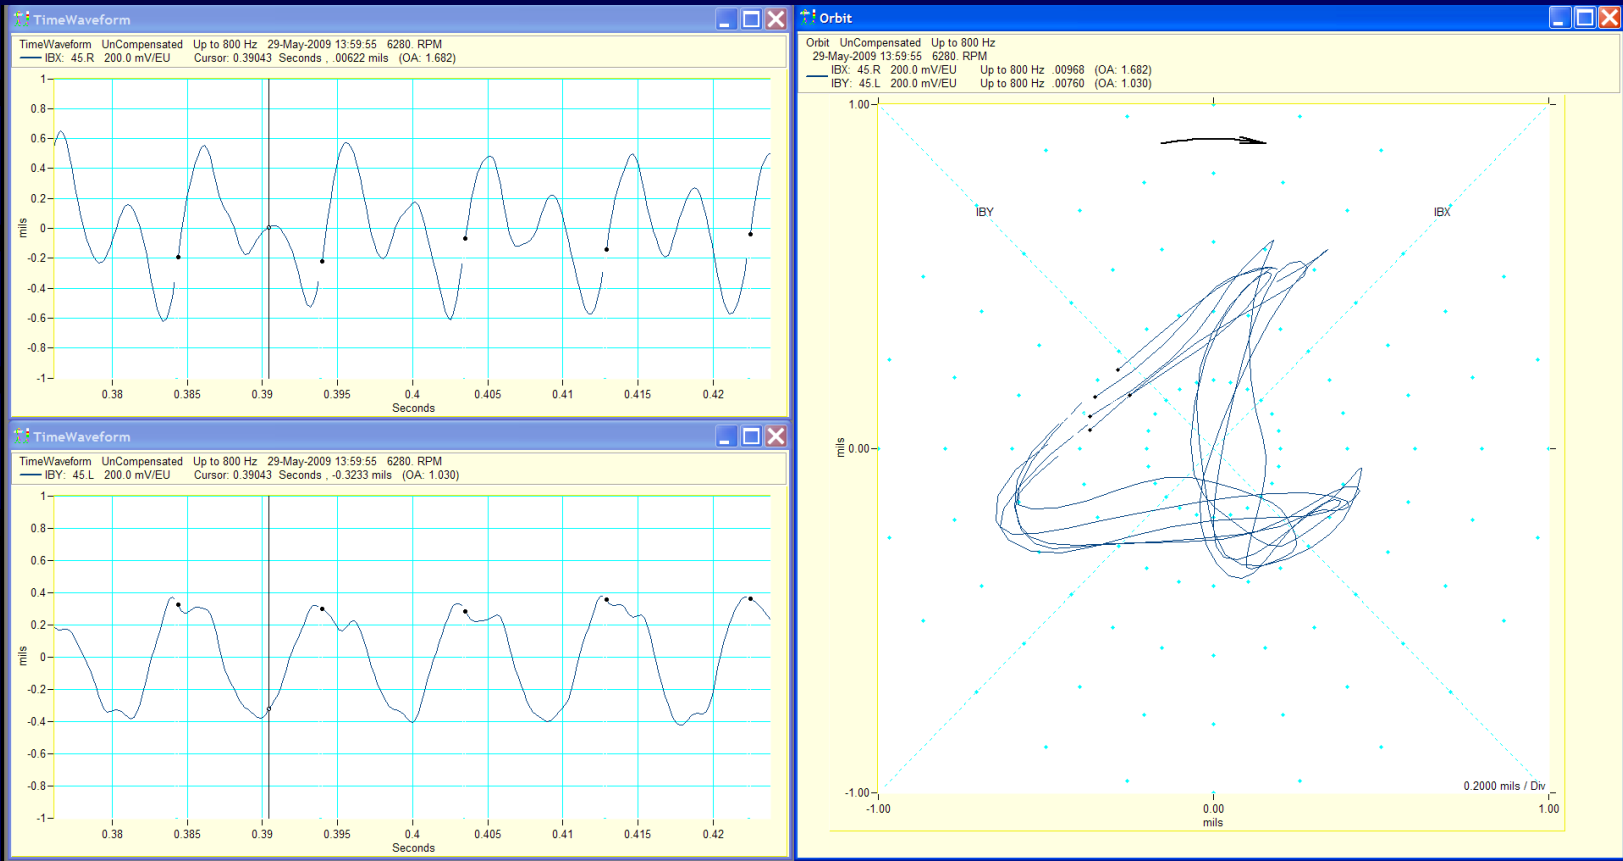 TimeWaveform
TimeWaveform UnCompensated Up to 800 Hz 29-May-2009 13:59:55 6280. RPM
IBX: 45.R 200.0 mV/EU Cursor: 0.39043 Seconds , .00622 mils (OA: 1.682)
1
0.8
0.6
0.4
0.2
0
-0.2
-0.4
-0.6
-0.8
-1
mils
0.38 0.385 0.39 0.395 0.4 0.405 0.41 0.415 0.42
Seconds
TimeWaveform
TimeWaveform UnCompensated Up to 800 Hz 29-May-2009 13:59:55 6280. RPM
IBY: 45.L 200.0 mV/EU Cursor: 0.39043 Seconds , -0.3233 mils (OA: 1.030)
1
0.8
0.6
0.4
0.2
0
-0.2
-0.4
-0.6
-0.8
-1
mils
0.38 0.385 0.39 0.395 0.4 0.405 0.41 0.415 0.42
Seconds
Orbit
Orbit UnCompensated Up to 800 Hz
29-May-2009 13:59:55 6280. RPM
IBX: 45.R 200.0 mV/EU Up to 800 Hz .00968 (OA: 1.682)
IBY: 45.L 200.0 mV/EU Up to 800 Hz .00760 (OA: 1.030)
1.00
IBY IBX
mils
0.00
0.2000 mils / Div
-1.00
-1.00 0.00 1.00
mils